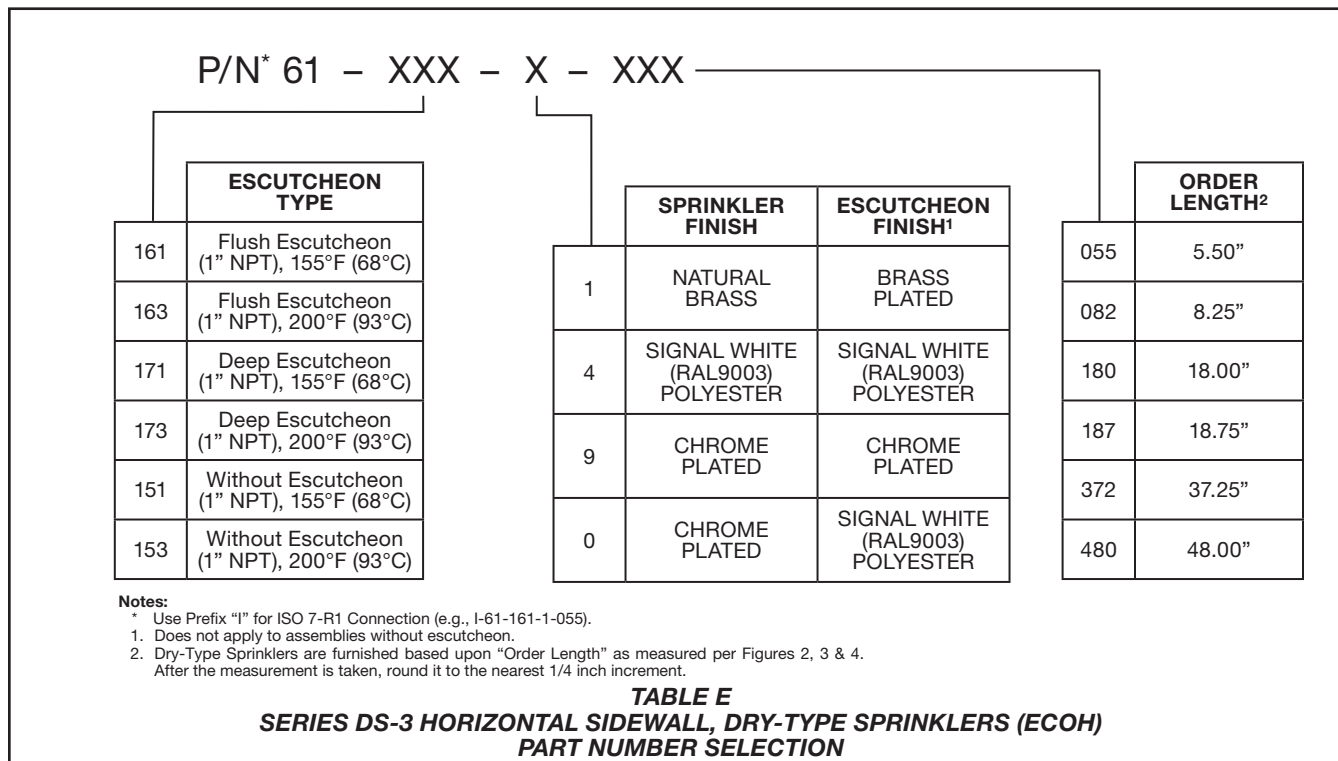 P/N* 61 – XXX – X – XXX
ESCUTCHEON
TYPE
161
Flush Escutcheon
(1” NPT), 155°F (68°C)
163
Flush Escutcheon
(1” NPT), 200°F (93°C)
171
Deep Escutcheon
(1” NPT), 155°F (68°C)
173
Deep Escutcheon
(1” NPT), 200°F (93°C)
151
Without Escutcheon
(1” NPT), 155°F (68°C)
153
Without Escutcheon
(1” NPT), 200°F (93°C)
SPRINKLER
FINISH
ESCUTCHEON
FINISH¹
1
NATURAL
BRASS
BRASS
PLATED
4
SIGNAL WHITE
(RAL9003)
POLYESTER
SIGNAL WHITE
(RAL9003)
POLYESTER
9
CHROME
PLATED
CHROME
PLATED
0
CHROME
PLATED
SIGNAL WHITE
(RAL9003)
POLYESTER
ORDER
LENGTH²
055
5.50”
082
8.25”
180
18.00”
187
18.75”
372
37.25”
480
48.00”
Notes:
* Use Prefix “I” for ISO 7-R1 Connection (e.g., I-61-161-1-055).
1. Does not apply to assemblies without escutcheon.
2. Dry-Type Sprinklers are furnished based upon “Order Length” as measured per Figures 2, 3 & 4.
After the measurement is taken, round it to the nearest 1/4 inch increment.
TABLE E
SERIES DS-3 HORIZONTAL SIDEWALL, DRY-TYPE SPRINKLERS (ECOH)
PART NUMBER SELECTION